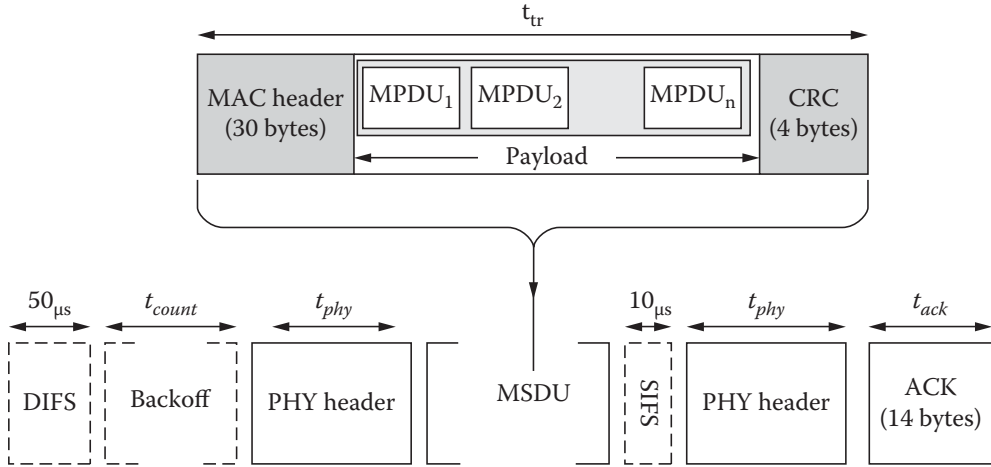 t_tr
MAC header
(30 bytes)
MPDU_1
MPDU_2
MPDU_n
CRC
(4 bytes)
Payload
50_μs
t_count
t_phy
10_μs
t_phy
t_ack
DIFS
Backoff
PHY header
MSDU
SIFS
PHY header
ACK
(14 bytes)